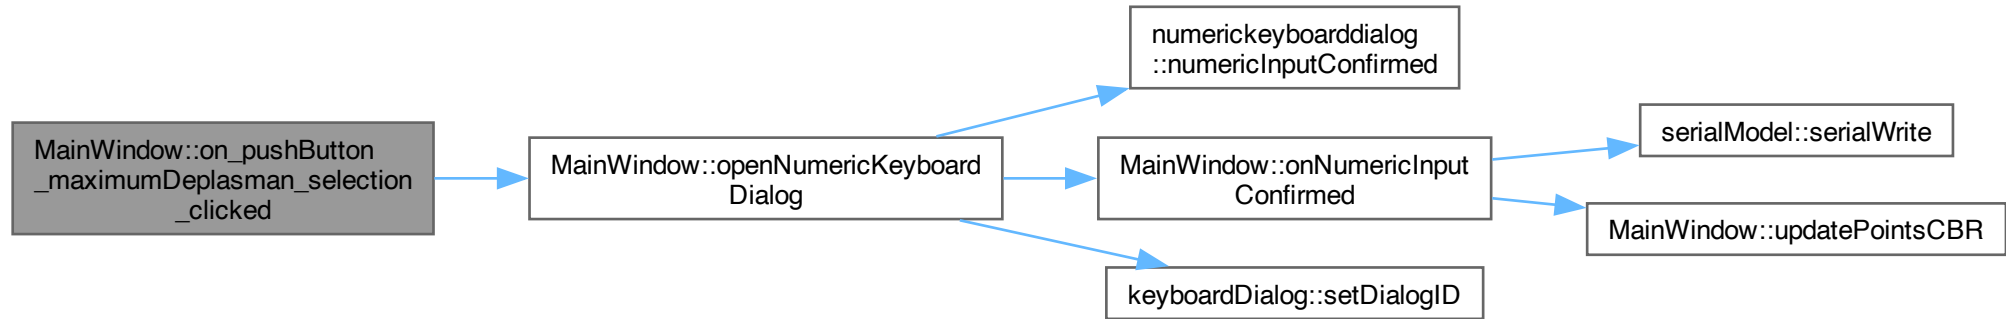 MainWindow::on_pushButton
_maximumDeplasman_selection
_clicked
MainWindow::openNumericKeyboard
Dialog
numerickeyboarddialog
::numericInputConfirmed
MainWindow::onNumericInput
Confirmed
keyboardDialog::setDialogID
serialModel::serialWrite
MainWindow::updatePointsCBR